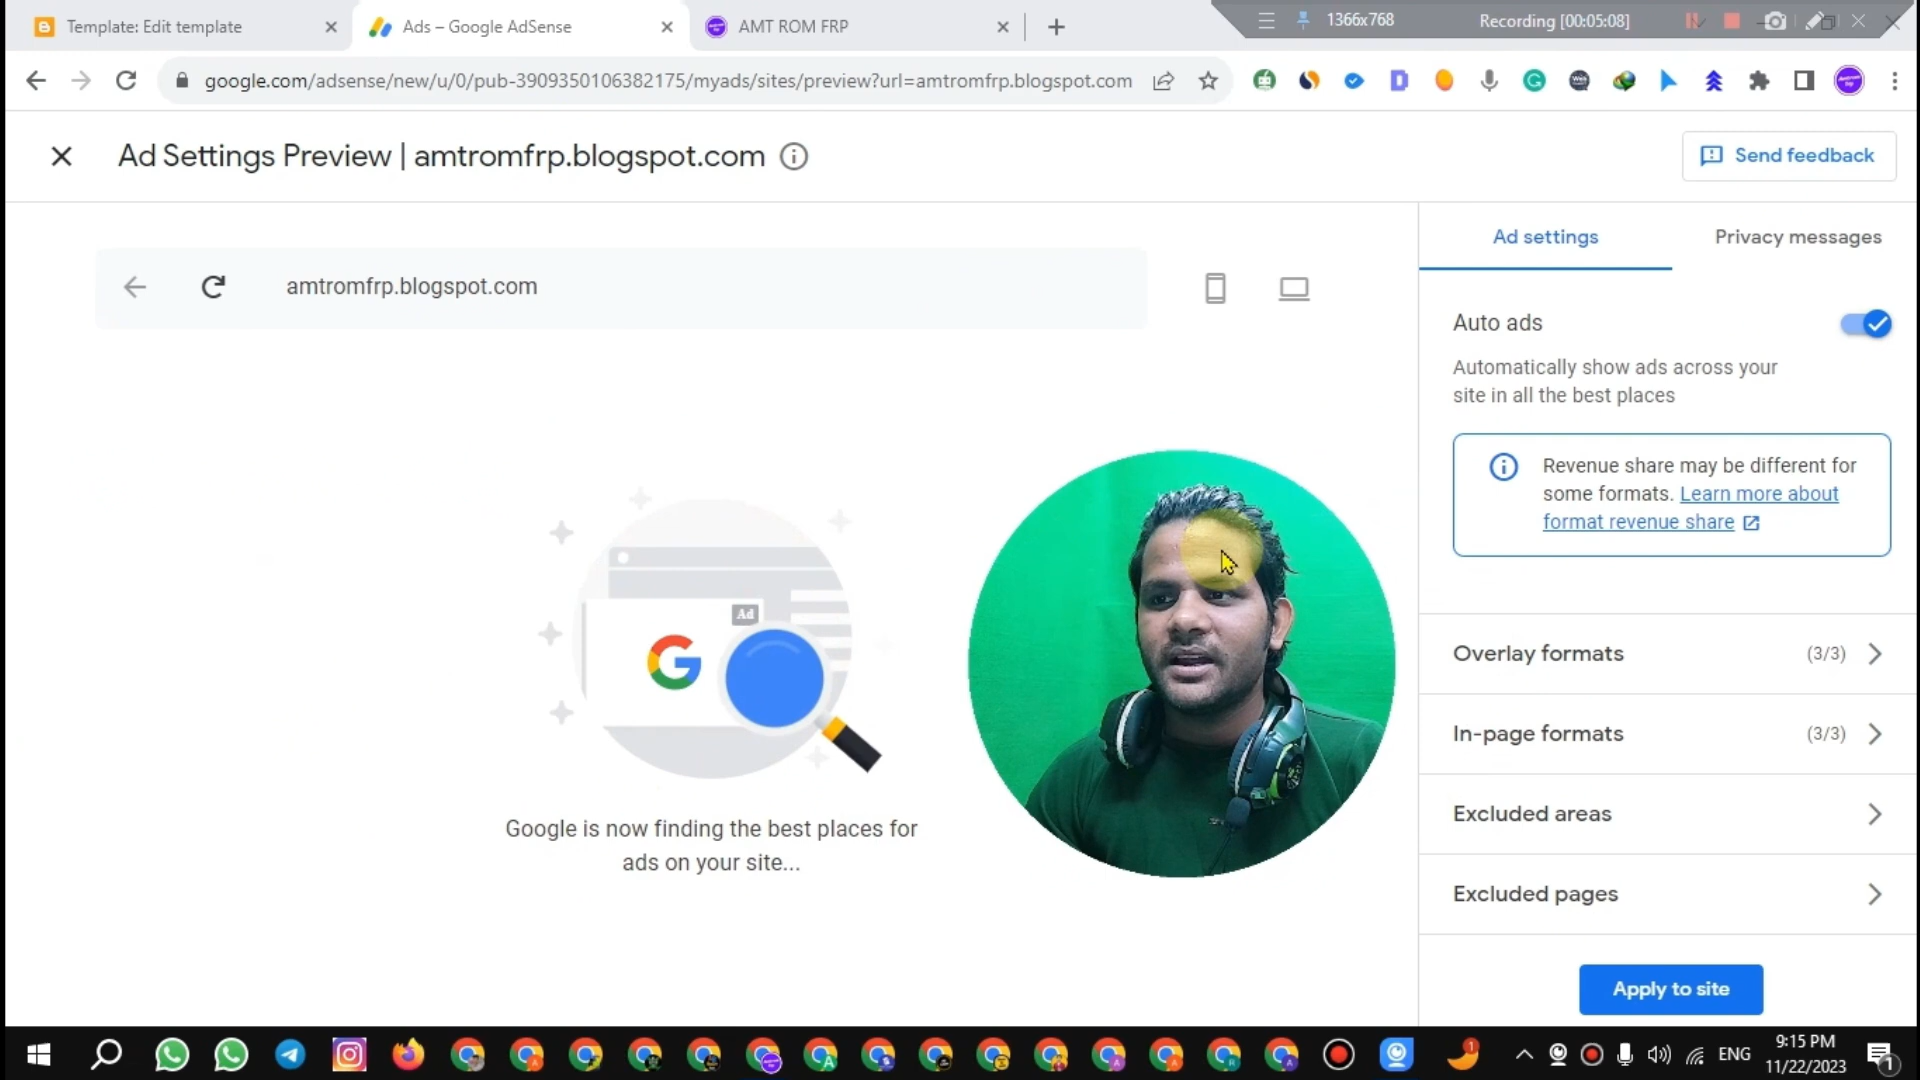 Template: Edit template
Ads – Google AdSense
AMT ROM FRP
1366x768
Recording [00:05:08]
google.com/adsense/new/u/0/pub-3909350106382175/myads/sites/preview?url=amtromfrp.blogspot.com
Ad Settings Preview | amtromfrp.blogspot.com
Send feedback
Ad settings
Privacy messages
amtromfrp.blogspot.com
Auto ads
Automatically show ads across your
site in all the best places
Revenue share may be different for
some formats. Learn more about
format revenue share
Ad
G
Overlay formats (3/3)
In-page formats (3/3)
Excluded areas
Excluded pages
Google is now finding the best places for
ads on your site...
Apply to site
ENG
9:15 PM
11/22/2023
1
1